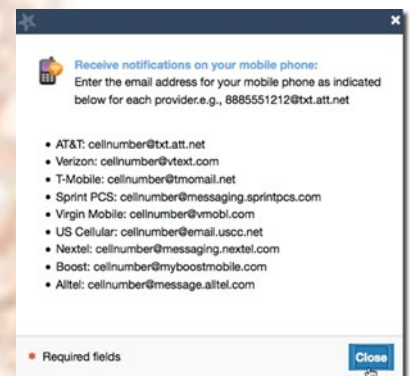 Receive notifications on your mobile phone:
Enter the email address for your mobile phone as indicated
below for each provider.e.g., 8885551212@txt.att.net
• AT&T: cellnumber@txt.att.net
• Verizon: cellnumber@vtext.com
• T-Mobile: cellnumber@tmomail.net
• Sprint PCS: cellnumber@messaging.sprintpcs.com
• Virgin Mobile: cellnumber@vmobl.com
• US Cellular: cellnumber@email.uscc.net
• Nextel: cellnumber@messaging.nextel.com
• Boost: cellnumber@myboostmobile.com
• Alltel: cellnumber@message.alltel.com
* Required fields
Close